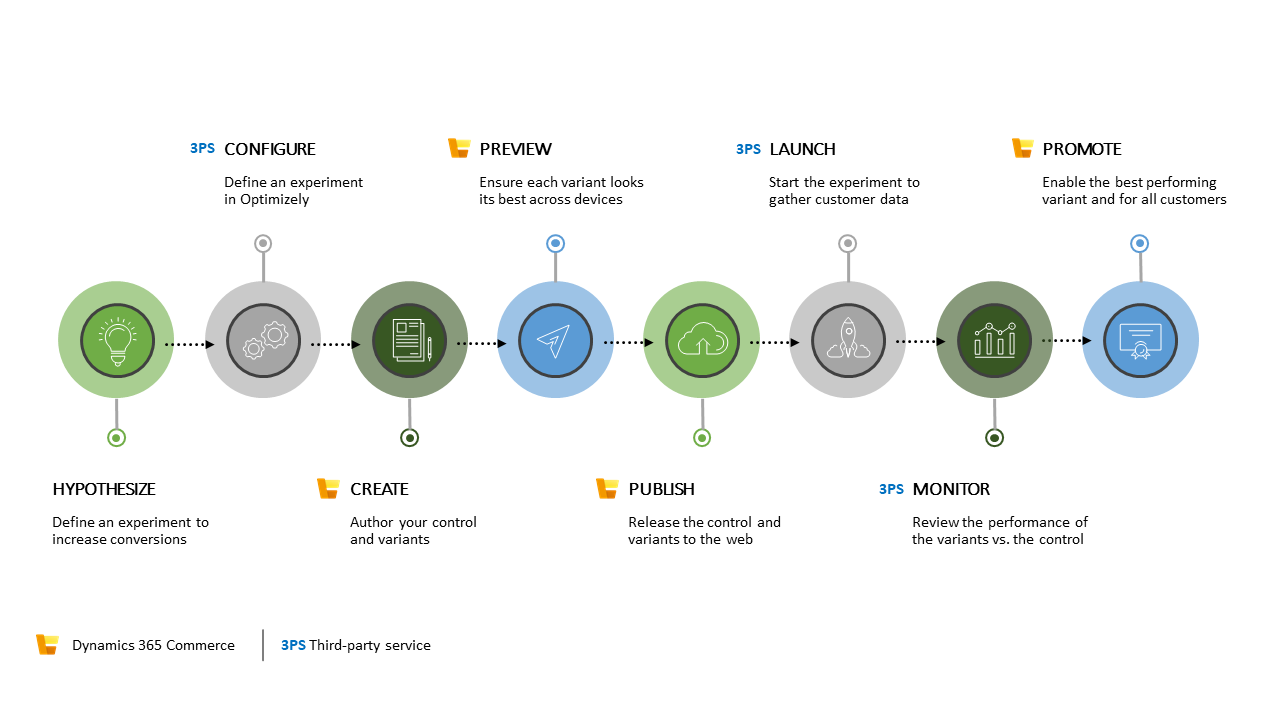 3PS CONFIGURE
Define an experiment
in Optimizely
PREVIEW
Ensure each variant looks
its best across devices
3PS LAUNCH
Start the experiment to
gather customer data
PROMOTE
Enable the best performing
variant and for all customers
HYPOTHESIZE
Define an experiment to
increase conversions
CREATE
Author your control
and variants
PUBLISH
Release the control and
variants to the web
3PS MONITOR
Review the performance of
the variants vs. the control
Dynamics 365 Commerce
3PS Third-party service